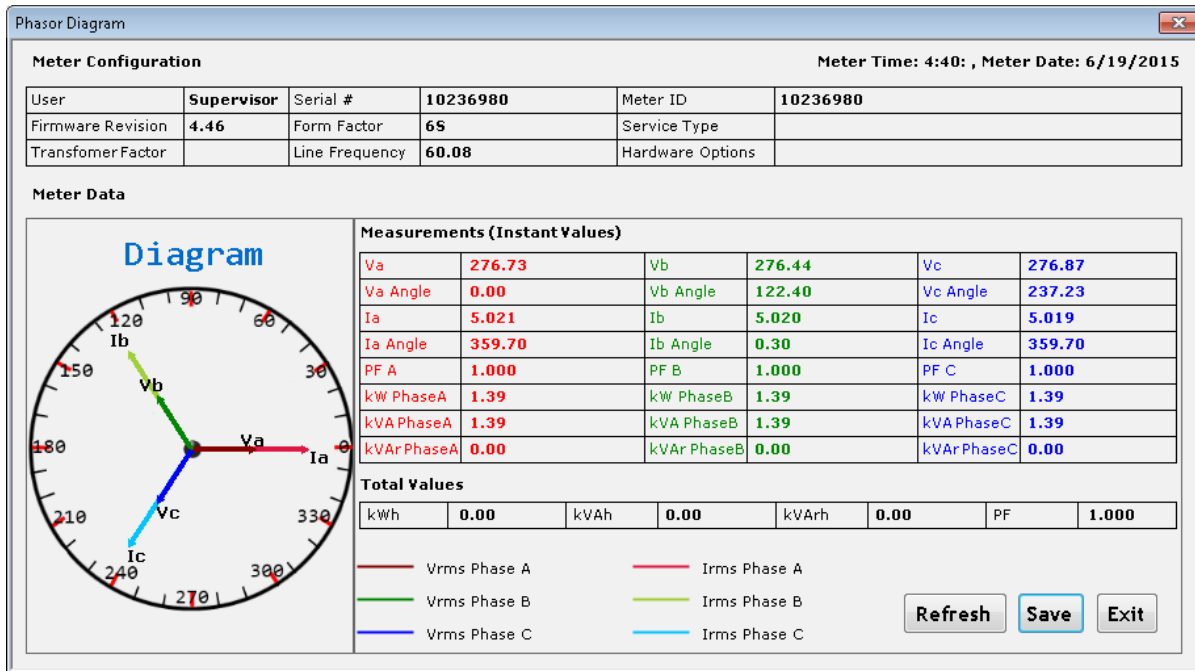 Phasor Diagram
Meter Configuration
Meter Time: 4:40: , Meter Date: 6/19/2015
User Supervisor Serial # 10236980 Meter ID 10236980
Firmware Revision 4.46 Form Factor 6S Service Type
Transfomer Factor Line Frequency 60.08 Hardware Options
Meter Data
Diagram
90
120
60
Ib
150
30
Vb
180
Va
0
Ia
210
Vc
330
Ic
240
300
270
Measurements (Instant Values)
Va 276.73 Vb 276.44 Vc 276.87
Va Angle 0.00 Vb Angle 122.40 Vc Angle 237.23
Ia 5.021 Ib 5.020 Ic 5.019
Ia Angle 359.70 Ib Angle 0.30 Ic Angle 359.70
PF A 1.000 PF B 1.000 PF C 1.000
kW PhaseA 1.39 kW PhaseB 1.39 kW PhaseC 1.39
kVA PhaseA 1.39 kVA PhaseB 1.39 kVA PhaseC 1.39
kVAr PhaseA 0.00 kVAr PhaseB 0.00 kVAr PhaseC 0.00
Total Values
kWh 0.00 kVAh 0.00 kVArh 0.00 PF 1.000
Vrms Phase A Irms Phase A
Vrms Phase B Irms Phase B
Vrms Phase C Irms Phase C
Refresh Save Exit